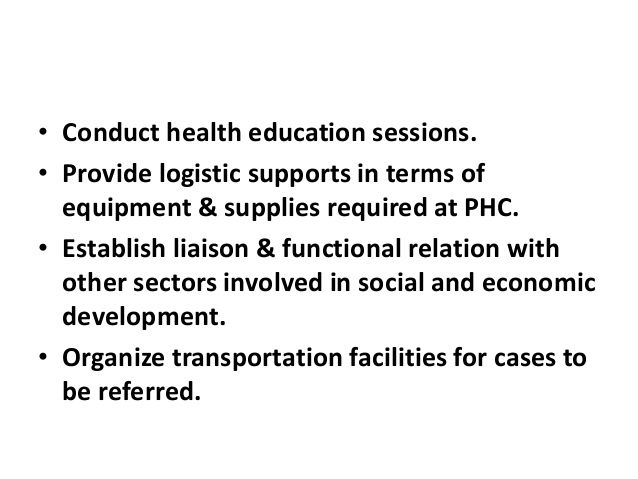 • Conduct health education sessions.
• Provide logistic supports in terms of
equipment & supplies required at PHC.
• Establish liaison & functional relation with
other sectors involved in social and economic
development.
• Organize transportation facilities for cases to
be referred.